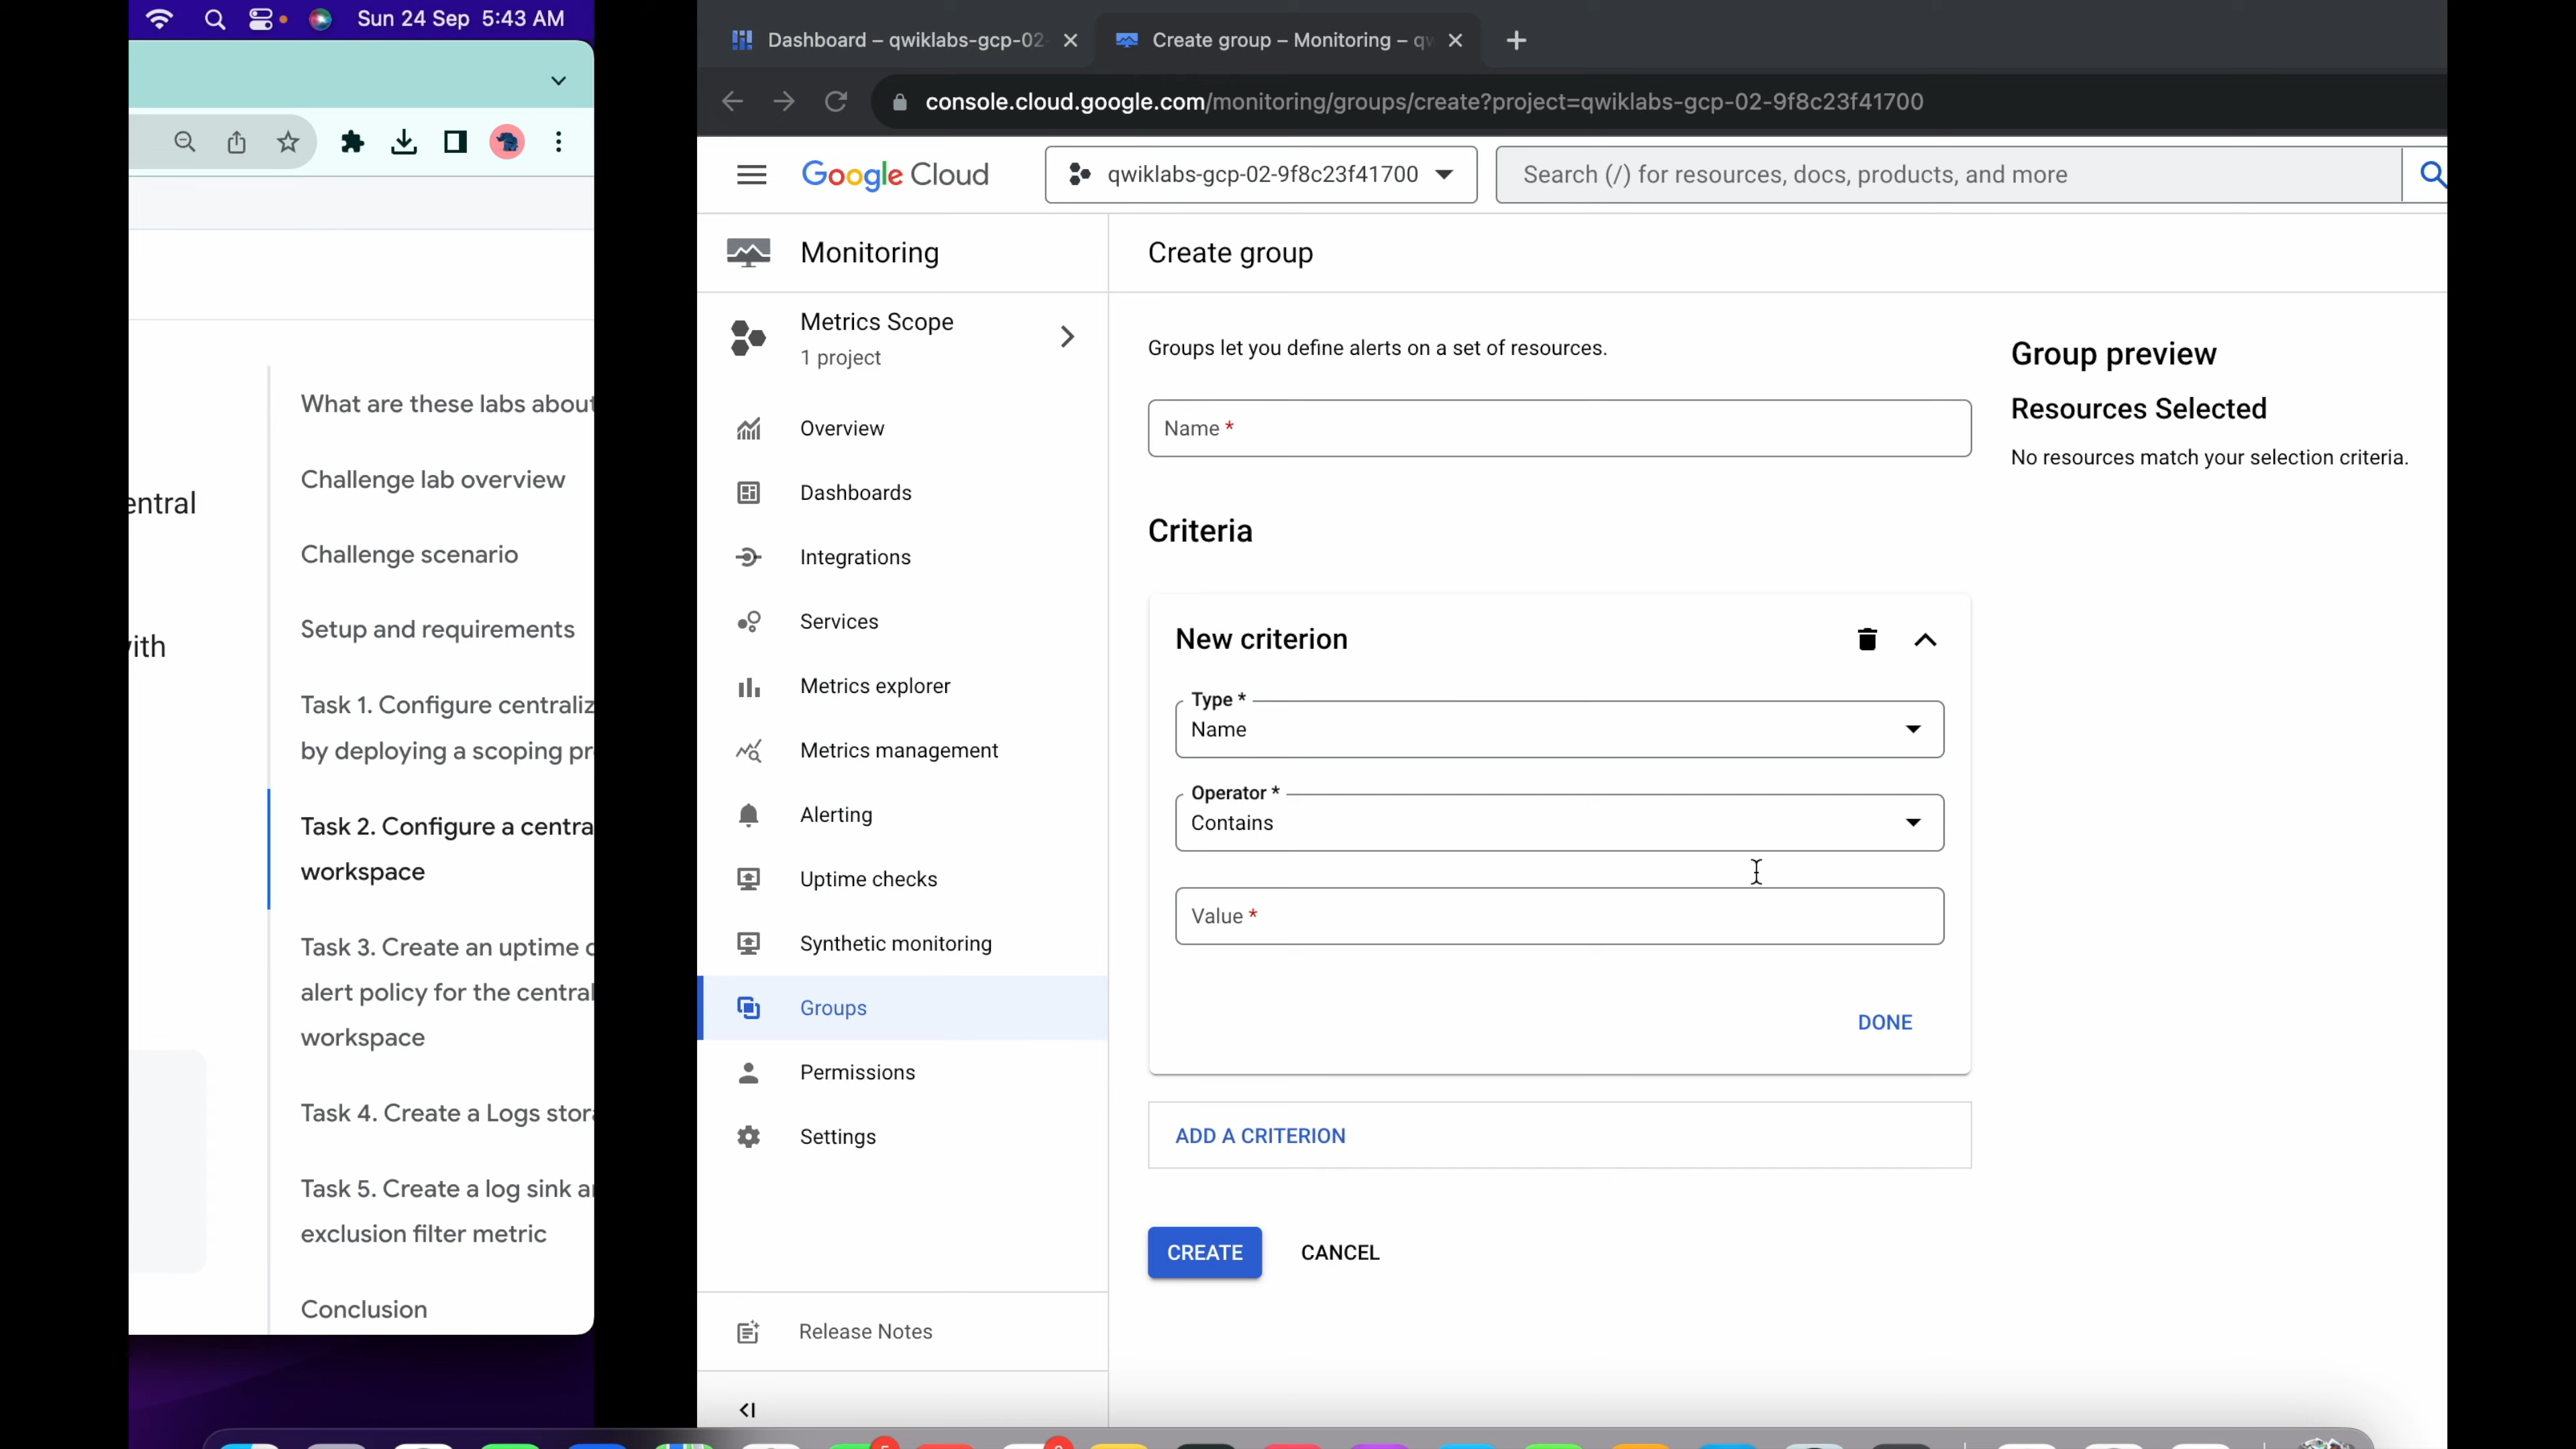 Sun 24 Sep 5:43 AM
entral
ith
What are these labs about
Challenge lab overview
Challenge scenario
Setup and requirements
Task 1. Configure centraliz
by deploying a scoping pr
Task 2. Configure a centra
workspace
Task 3. Create an uptime c
alert policy for the central
workspace
Task 4. Create a Logs stor
Task 5. Create a log sink a
exclusion filter metric
Conclusion
Dashboard – qwiklabs-gcp-02-
Create group – Monitoring – qw
console.cloud.google.com/monitoring/groups/create?project=qwiklabs-gcp-02-9f8c23f41700
Google Cloud
qwiklabs-gcp-02-9f8c23f41700
Search (/) for resources, docs, products, and more
Monitoring
Metrics Scope
1 project
Overview
Dashboards
Integrations
Services
Metrics explorer
Metrics management
Alerting
Uptime checks
Synthetic monitoring
Groups
Permissions
Settings
Release Notes
Create group
Groups let you define alerts on a set of resources.
Name *
Criteria
New criterion
Type *
Name
Operator *
Contains
Value *
DONE
ADD A CRITERION
CREATE
CANCEL
Group preview
Resources Selected
No resources match your selection criteria.